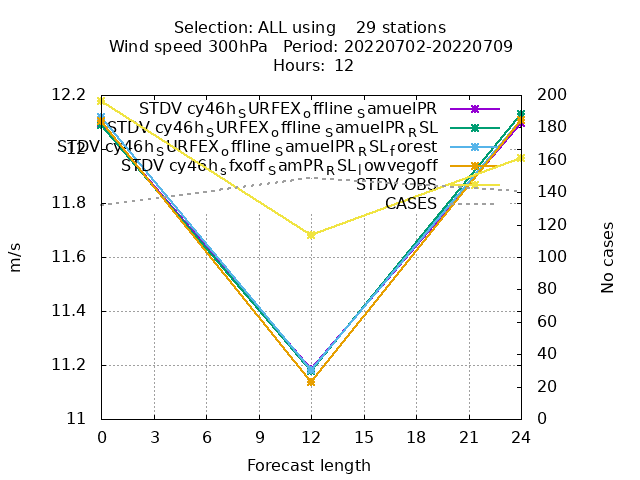 Selection: ALL using 29 stations
Wind speed 300hPa Period: 20220702-20220709
Hours: 12
STDV cy46h_SURFEX_offline_samuelPR
STDV cy46h_SURFEX_offline_samuelPR_RSL
STDV cy46h_SURFEX_offline_samuelPR_RSL_forest
STDV cy46h_sfxoff_samPR_RSL_lowvegoff
STDV OBS
CASES
12.2
12
11.8
11.6
11.4
11.2
11
200
180
160
140
120
100
80
60
40
20
0
m/s
No cases
0 3 6 9 12 15 18 21 24
Forecast length